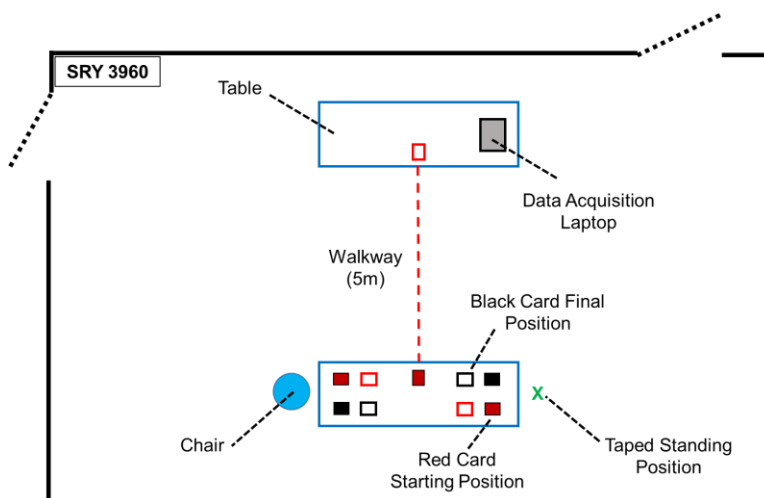 SRY 3960
Table
Data Acquisition
Laptop
Walkway
(5m)
Black Card Final
Position
Chair
Red Card
Starting Position
X
Taped Standing
Position